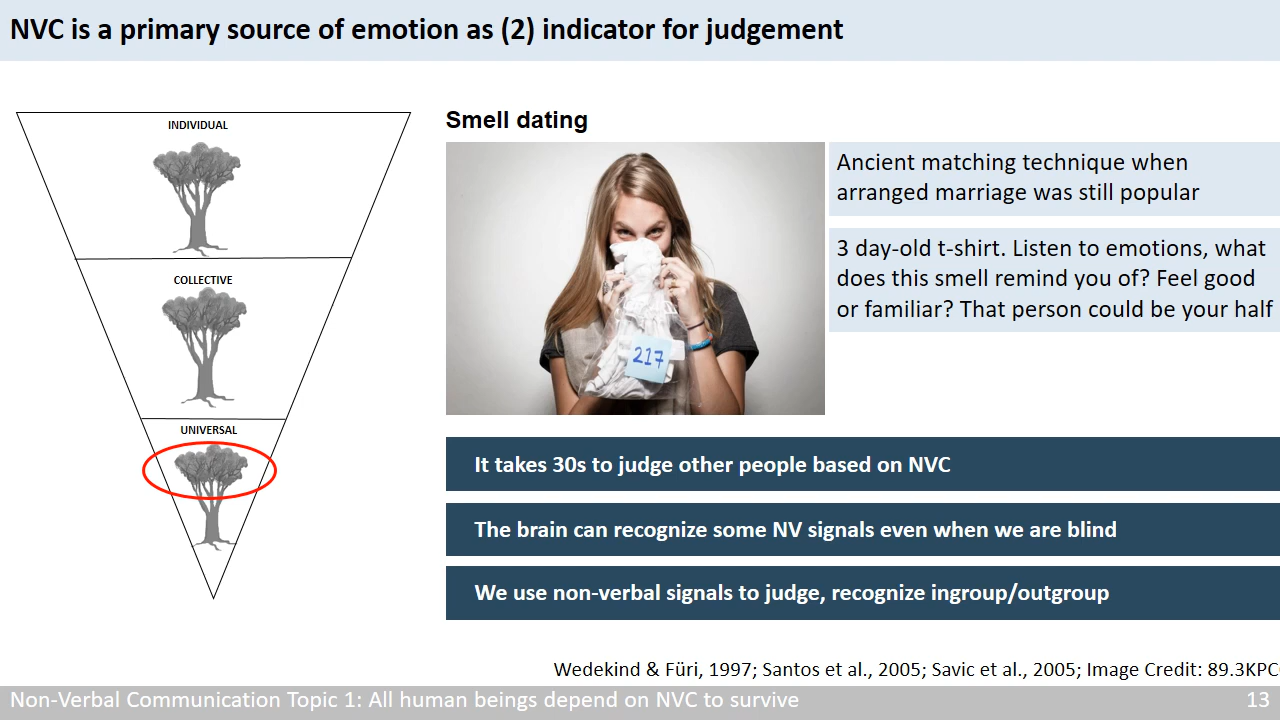 NVC is a primary source of emotion as (2) indicator for judgement
INDIVIDUAL
COLLECTIVE
UNIVERSAL
Smell dating
217
Ancient matching technique when
arranged marriage was still popular
3 day-old t-shirt. Listen to emotions, what
does this smell remind you of? Feel good
or familiar? That person could be your half
It takes 30s to judge other people based on NVC
The brain can recognize some NV signals even when we are blind
We use non-verbal signals to judge, recognize ingroup/outgroup
Wedekind & Füri, 1997; Santos et al., 2005; Savic et al., 2005; Image Credit: 89.3KPC
Non-Verbal Communication Topic 1: All human beings depend on NVC to survive
13